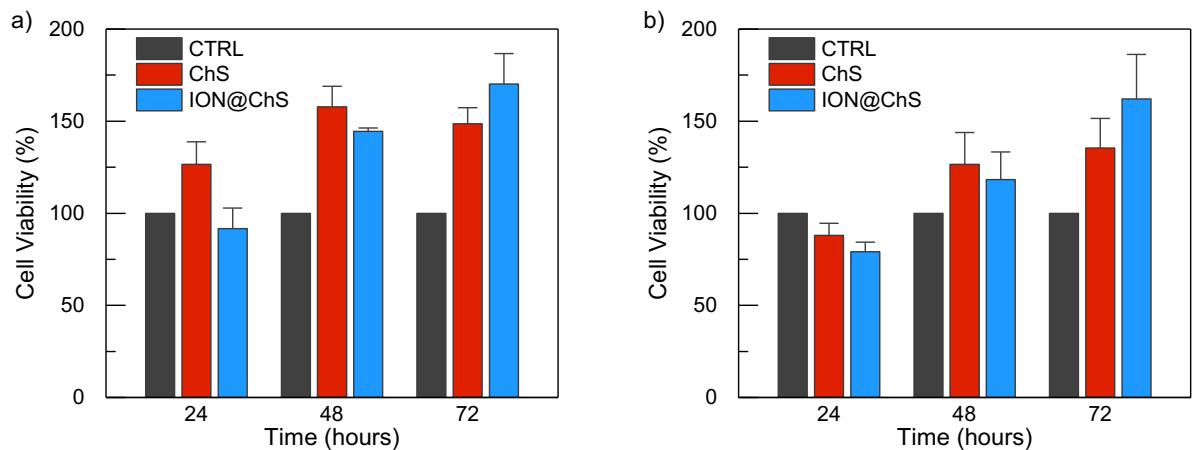 a)
200
150
100
50
0
Cell Viability (%)
CTRL
ChS
ION@ChS
24 48 72
Time (hours)
b)
200
150
100
50
0
Cell Viability (%)
CTRL
ChS
ION@ChS
24 48 72
Time (hours)